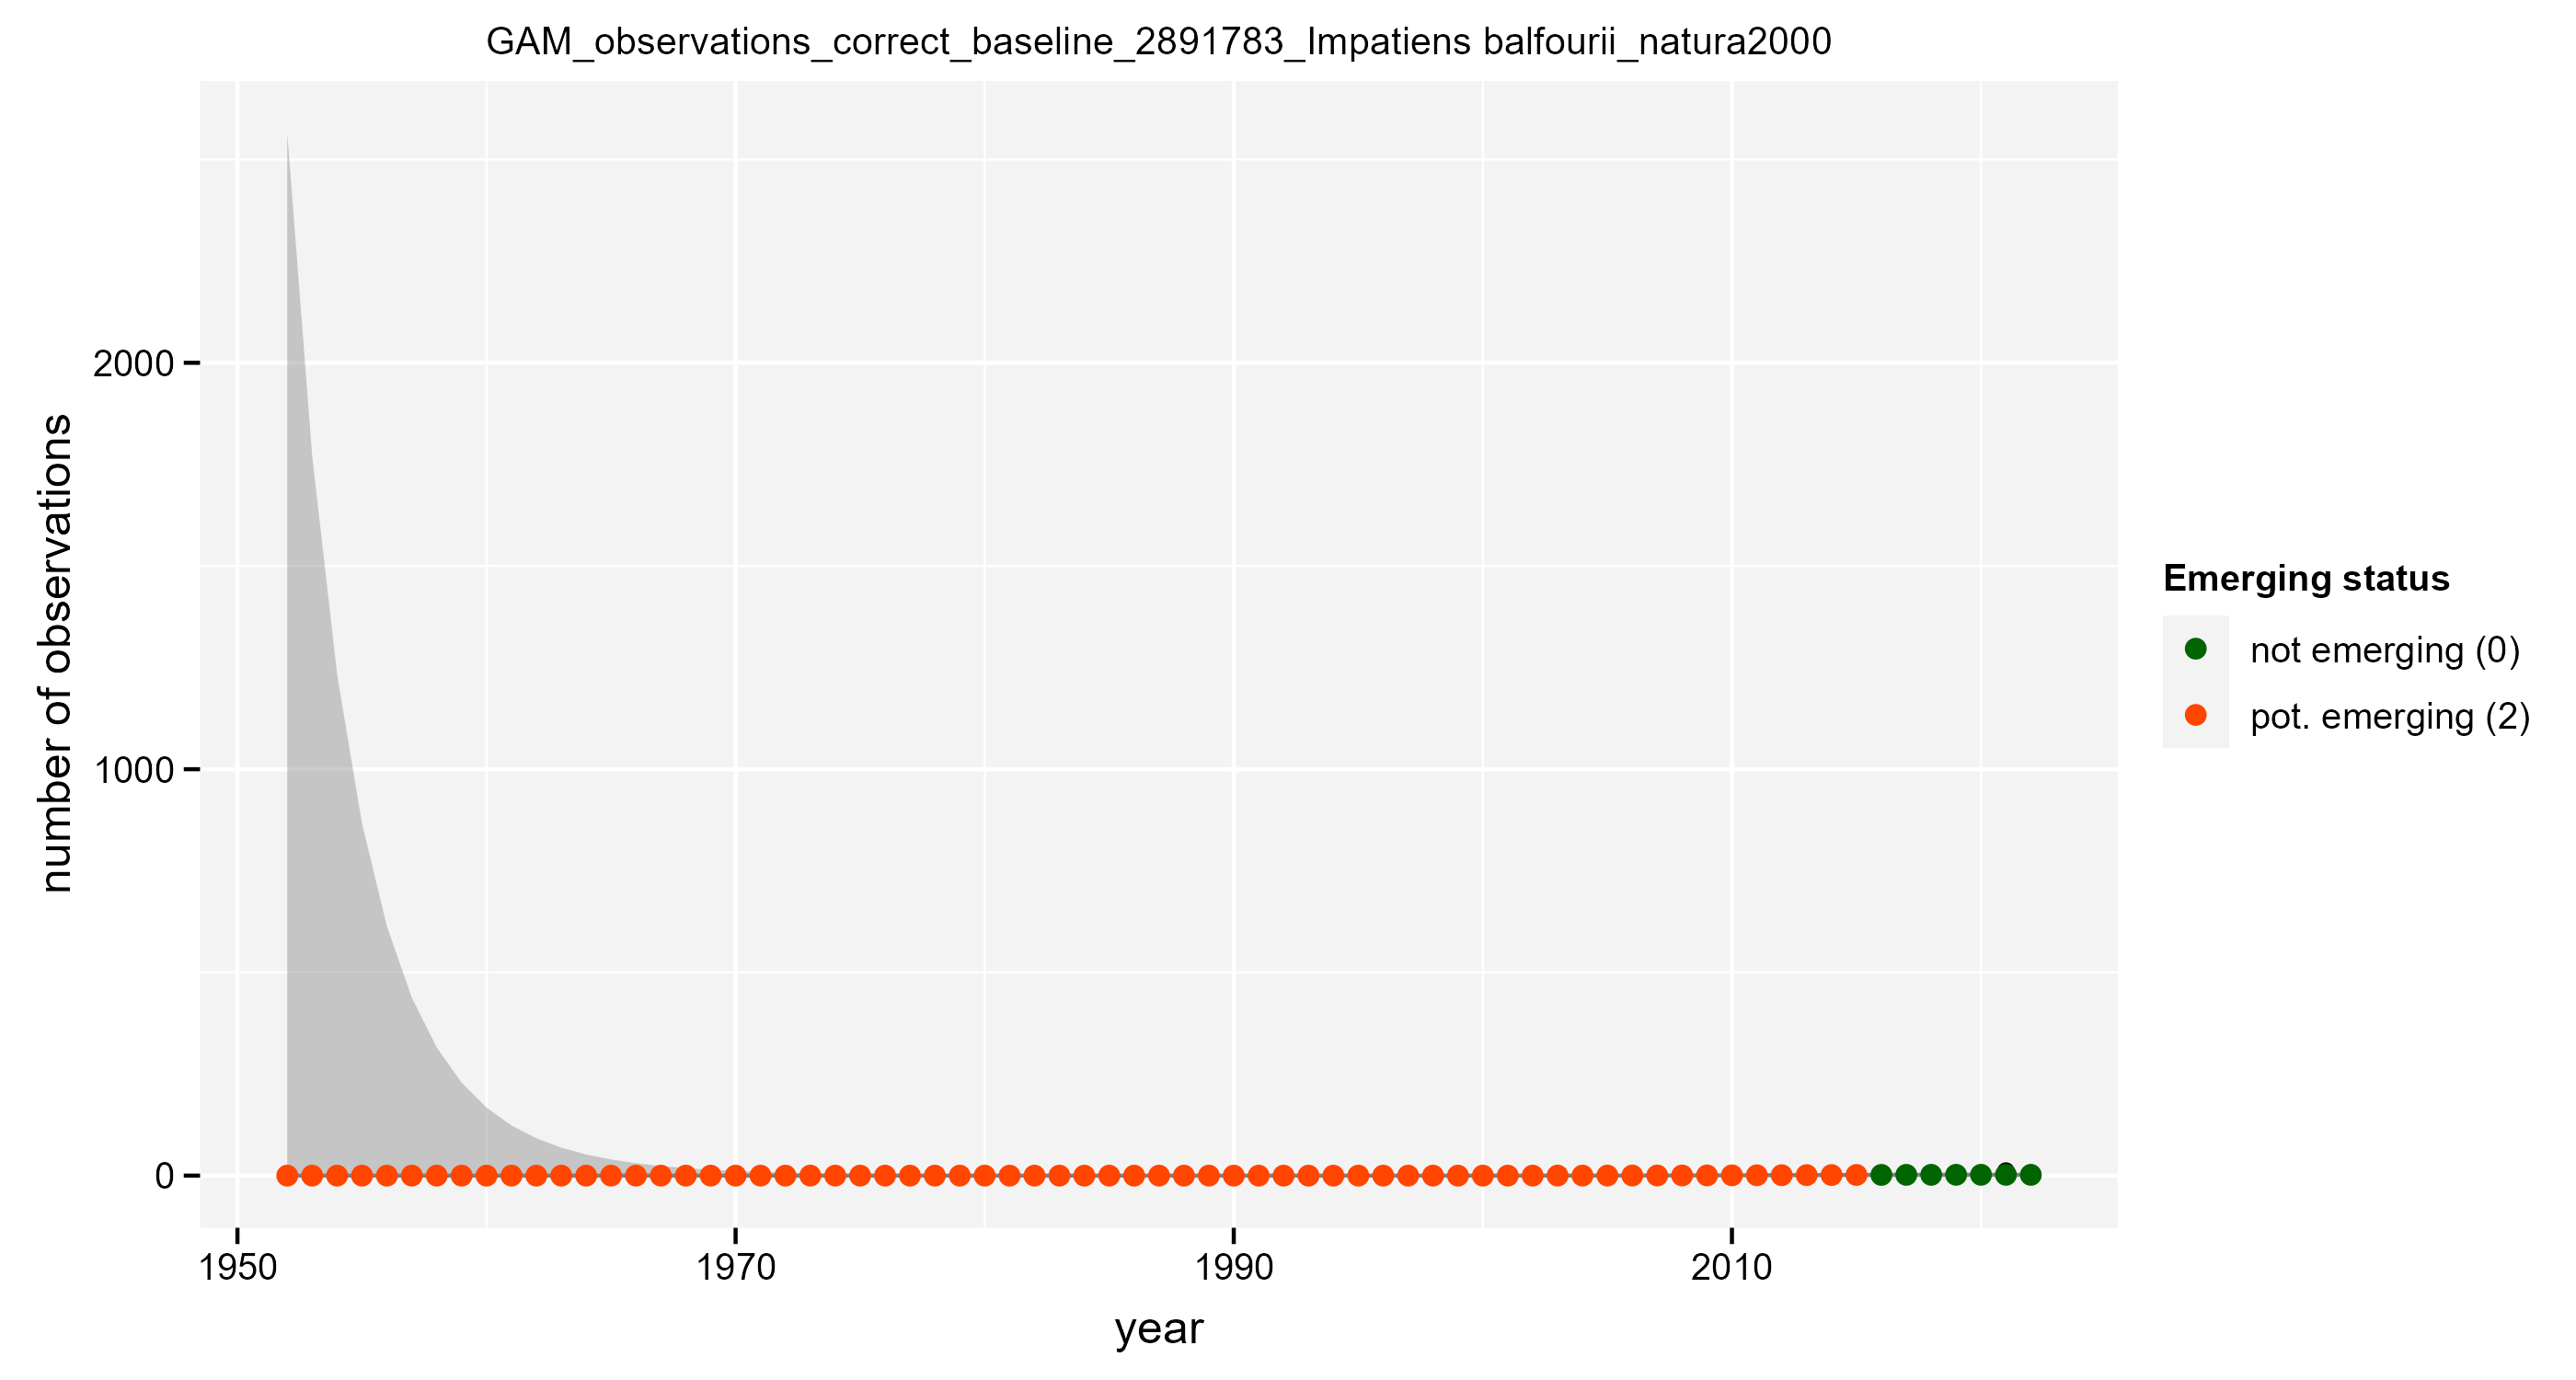 GAM_observations_correct_baseline_2891783_Impatiens balfourii_natura2000
number of observations
2000
1000
0
1950
1970
1990
2010
year
Emerging status
not emerging (0)
pot. emerging (2)